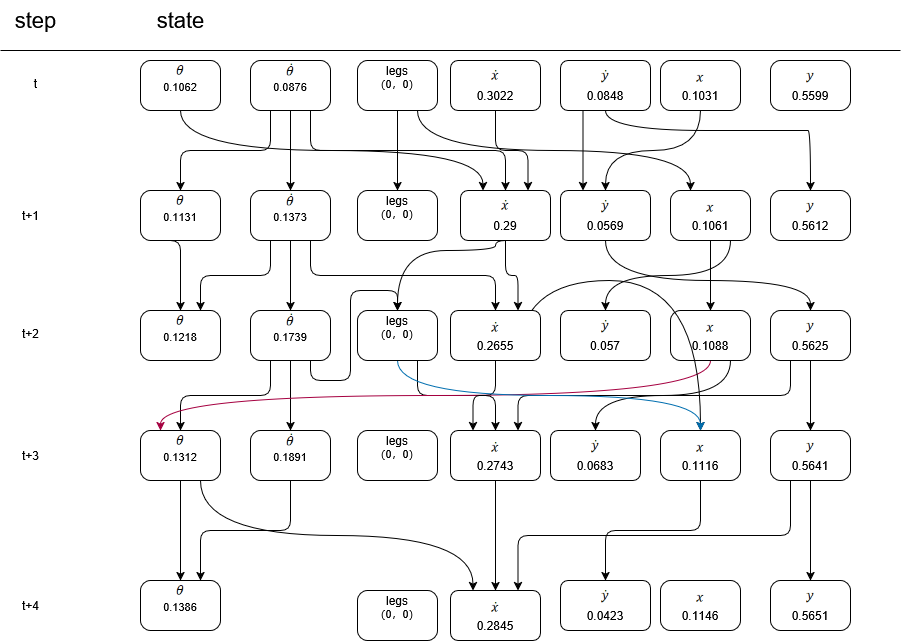 step state
t
θ θ̇ legs ẋ ẏ x y
0.1062 0.0876 (0, 0) 0.3022 0.0848 0.1031 0.5599
t+1
θ θ̇ legs ẋ ẏ x y
0.1131 0.1373 (0, 0) 0.29 0.0569 0.1061 0.5612
t+2
θ θ̇ legs ẋ ẏ x y
0.1218 0.1739 (0, 0) 0.2655 0.057 0.1088 0.5625
t+3
θ θ̇ legs ẋ ẏ x y
0.1312 0.1891 (0, 0) 0.2743 0.0683 0.1116 0.5641
t+4
θ legs ẋ ẏ x y
0.1386 (0, 0) 0.2845 0.0423 0.1146 0.5651